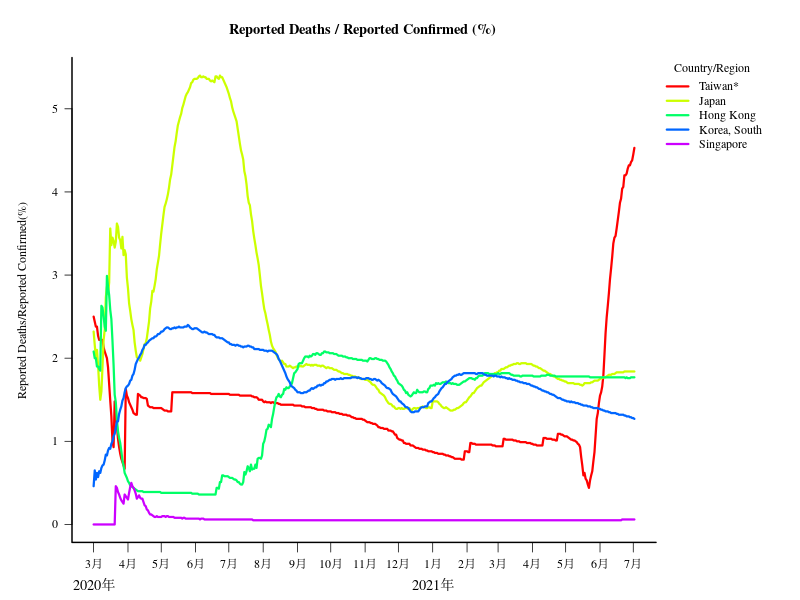 Reported Deaths / Reported Confirmed (%)
Country/Region
Taiwan*
Japan
Hong Kong
Korea, South
Singapore
Reported Deaths/Reported Confirmed(%)
5
4
3
2
1
0
3月 4月 5月 6月 7月 8月 9月 10月 11月 12月 1月 2月 3月 4月 5月 6月 7月
2020年 2021年